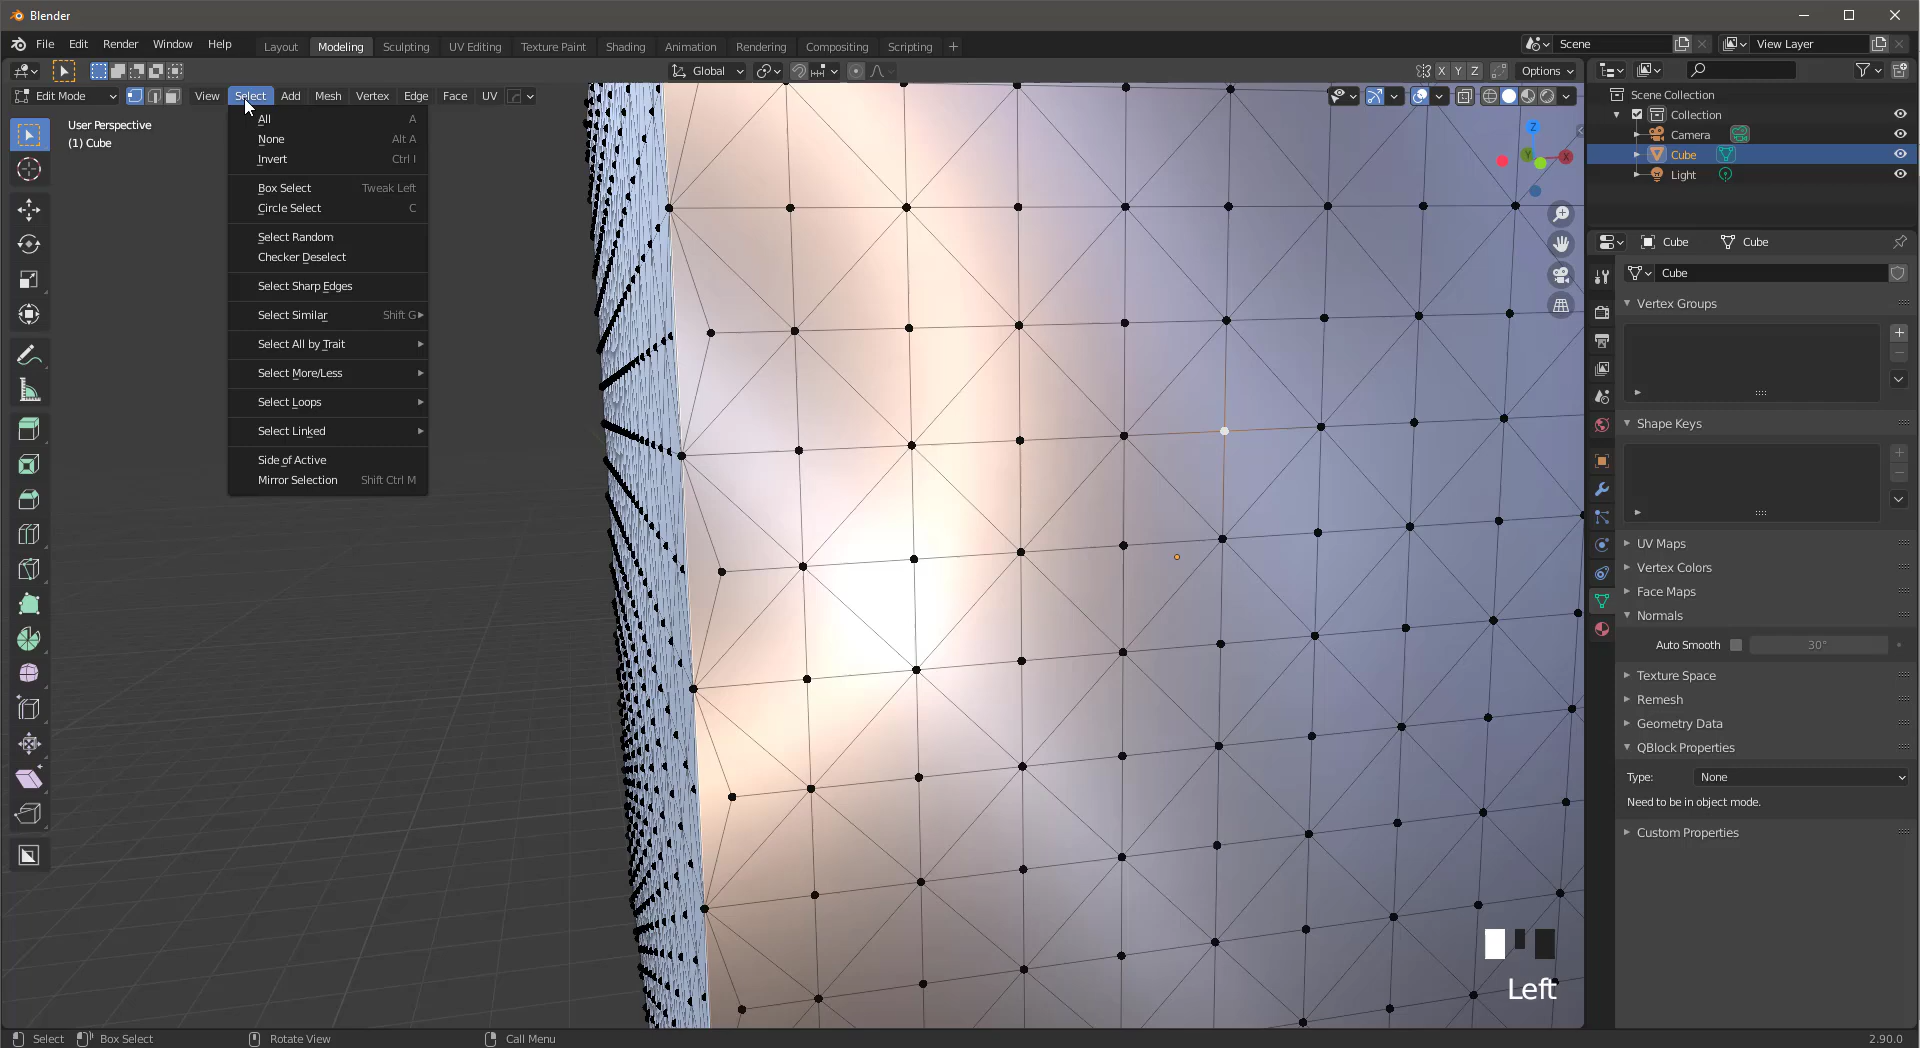 Blender
File Edit Render Window Help Layout Modeling Sculpting UV Editing Texture Paint Shading Animation Rendering Compositing Scripting + Scene View Layer
Global X Y Z Options
Edit Mode View Select Add Mesh Vertex Edge Face UV
User Perspective
(1) Cube
All A
None Alt A
Invert Ctrl I
Box Select Tweak Left
Circle Select C
Select Random
Checker Deselect
Select Sharp Edges
Select Similar Shift G
Select All by Trait
Select More/Less
Select Loops
Select Linked
Side of Active
Mirror Selection Shift Ctrl M
Z
Y X
Left
Scene Collection
Collection
Camera
Cube
Light
Cube Cube
Cube
Vertex Groups
Shape Keys
UV Maps
Vertex Colors
Face Maps
Normals
Auto Smooth 30°
Texture Space
Remesh
Geometry Data
QBlock Properties
Type: None
Need to be in object mode.
Custom Properties
Select Box Select Rotate View Call Menu 2.90.0